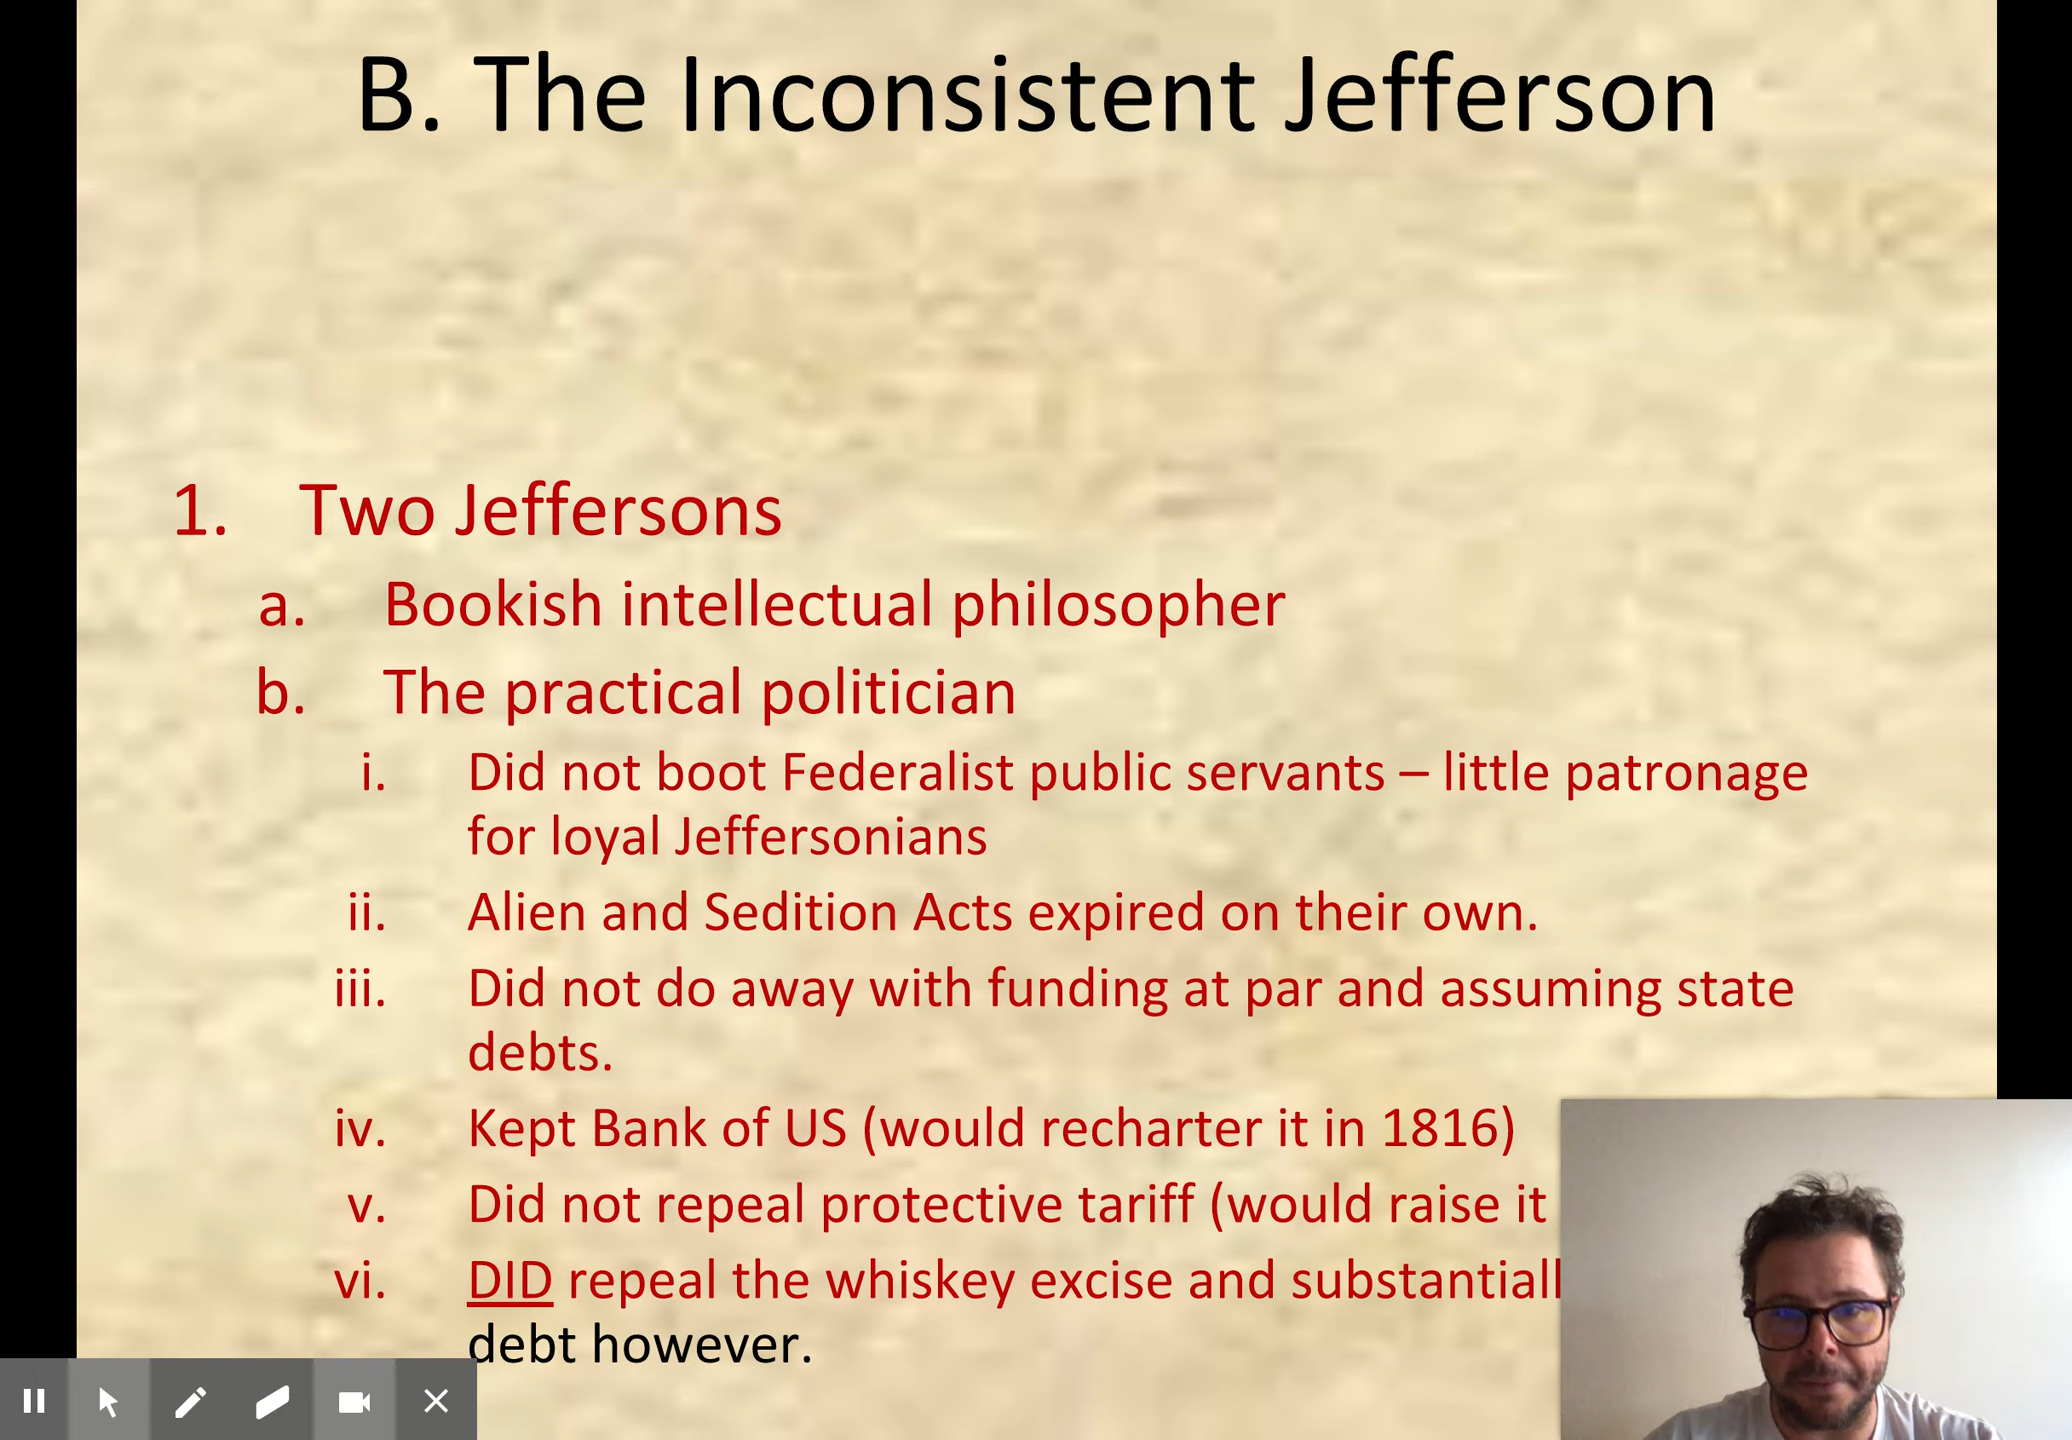 B. The Inconsistent Jefferson
1. Two Jeffersons
a. Bookish intellectual philosopher
b. The practical politician
i. Did not boot Federalist public servants – little patronage
for loyal Jeffersonians
ii. Alien and Sedition Acts expired on their own.
iii. Did not do away with funding at par and assuming state
debts.
iv. Kept Bank of US (would recharter it in 1816)
v. Did not repeal protective tariff (would raise it
vi. DID repeal the whiskey excise and
debt however.